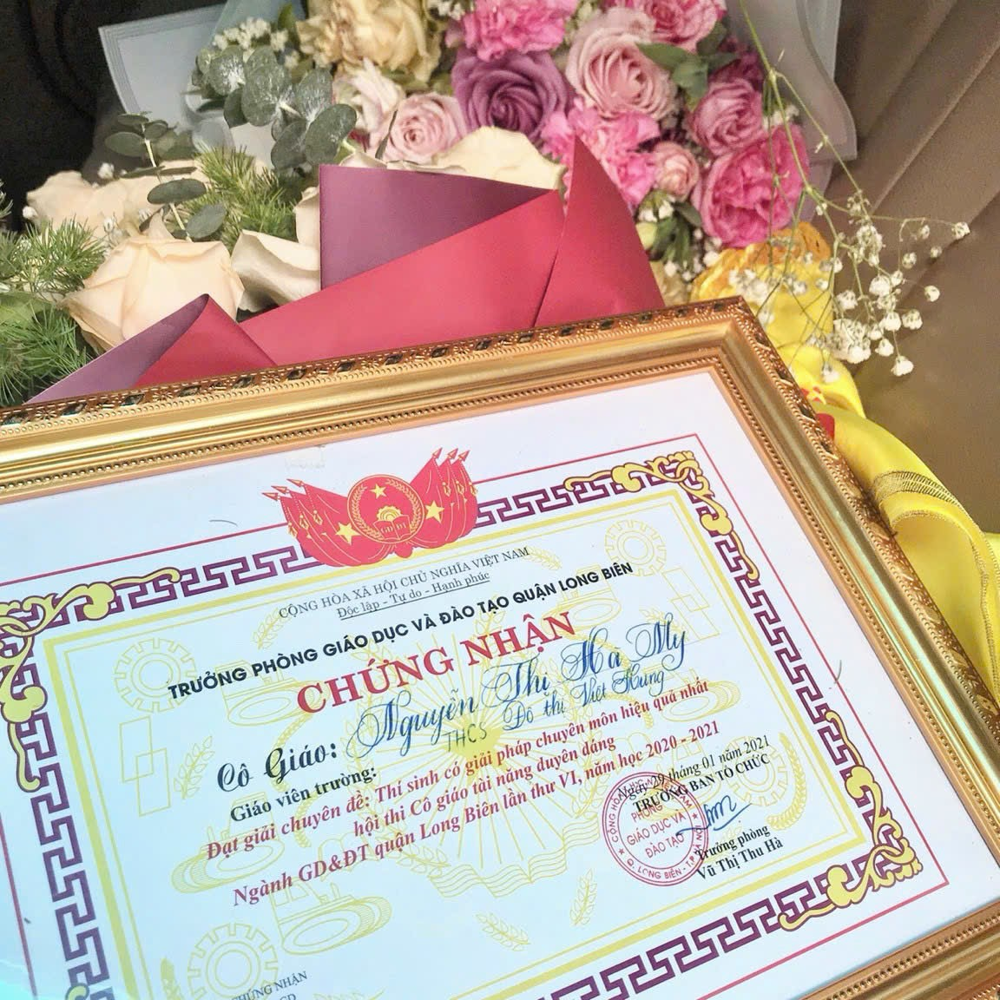 GD ĐT
CỘNG HÒA XÃ HỘI CHỦ NGHĨA VIỆT NAM
Độc lập - Tự do - Hạnh phúc
TRƯỞNG PHÒNG GIÁO DỤC VÀ ĐÀO TẠO QUẬN LONG BIÊN
CHỨNG NHẬN
Cô Giáo: Nguyễn Thị Hà My
Giáo viên trường: THCS Đô thị Việt Hưng
Đạt giải chuyên đề: Thí sinh có giải pháp chuyên môn hiệu quả nhất
hội thi Cô giáo tài năng duyên dáng
Ngành GD&ĐT quận Long Biên lần thứ VI, năm học 2020 - 2021
Ngày 29 tháng 01 năm 2021
TRƯỞNG BAN TỔ CHỨC
PHÒNG
GIÁO DỤC VÀ
ĐÀO TẠO
Q. LONG BIÊN - T.P HÀ NỘI
Trưởng phòng
Vũ Thị Thu Hà
CHỨNG NHẬN